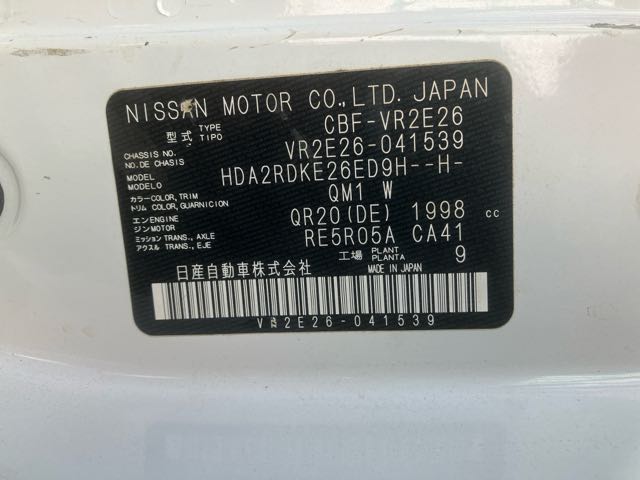 NISSAN MOTOR CO.,LTD. JAPAN
型式 TYPE TIPO CBF-VR2E26
CHASSIS NO. CHASSIS NO. VR2E26-041539
MODEL MODELO HDA2RDKE26ED9H--H-
カラー COLOR, TRIM
トリム COLOR, GUARNICION QM1 W
エンジン ENGINE
ジン MOTOR QR20(DE) 1998 cc
ミッション TRANS., AXLE
アクスル TRANS., EJE RE5R05A CA41
工場 PLANT PLANTA 9
日産自動車株式会社 MADE IN JAPAN
VR2E26-041539